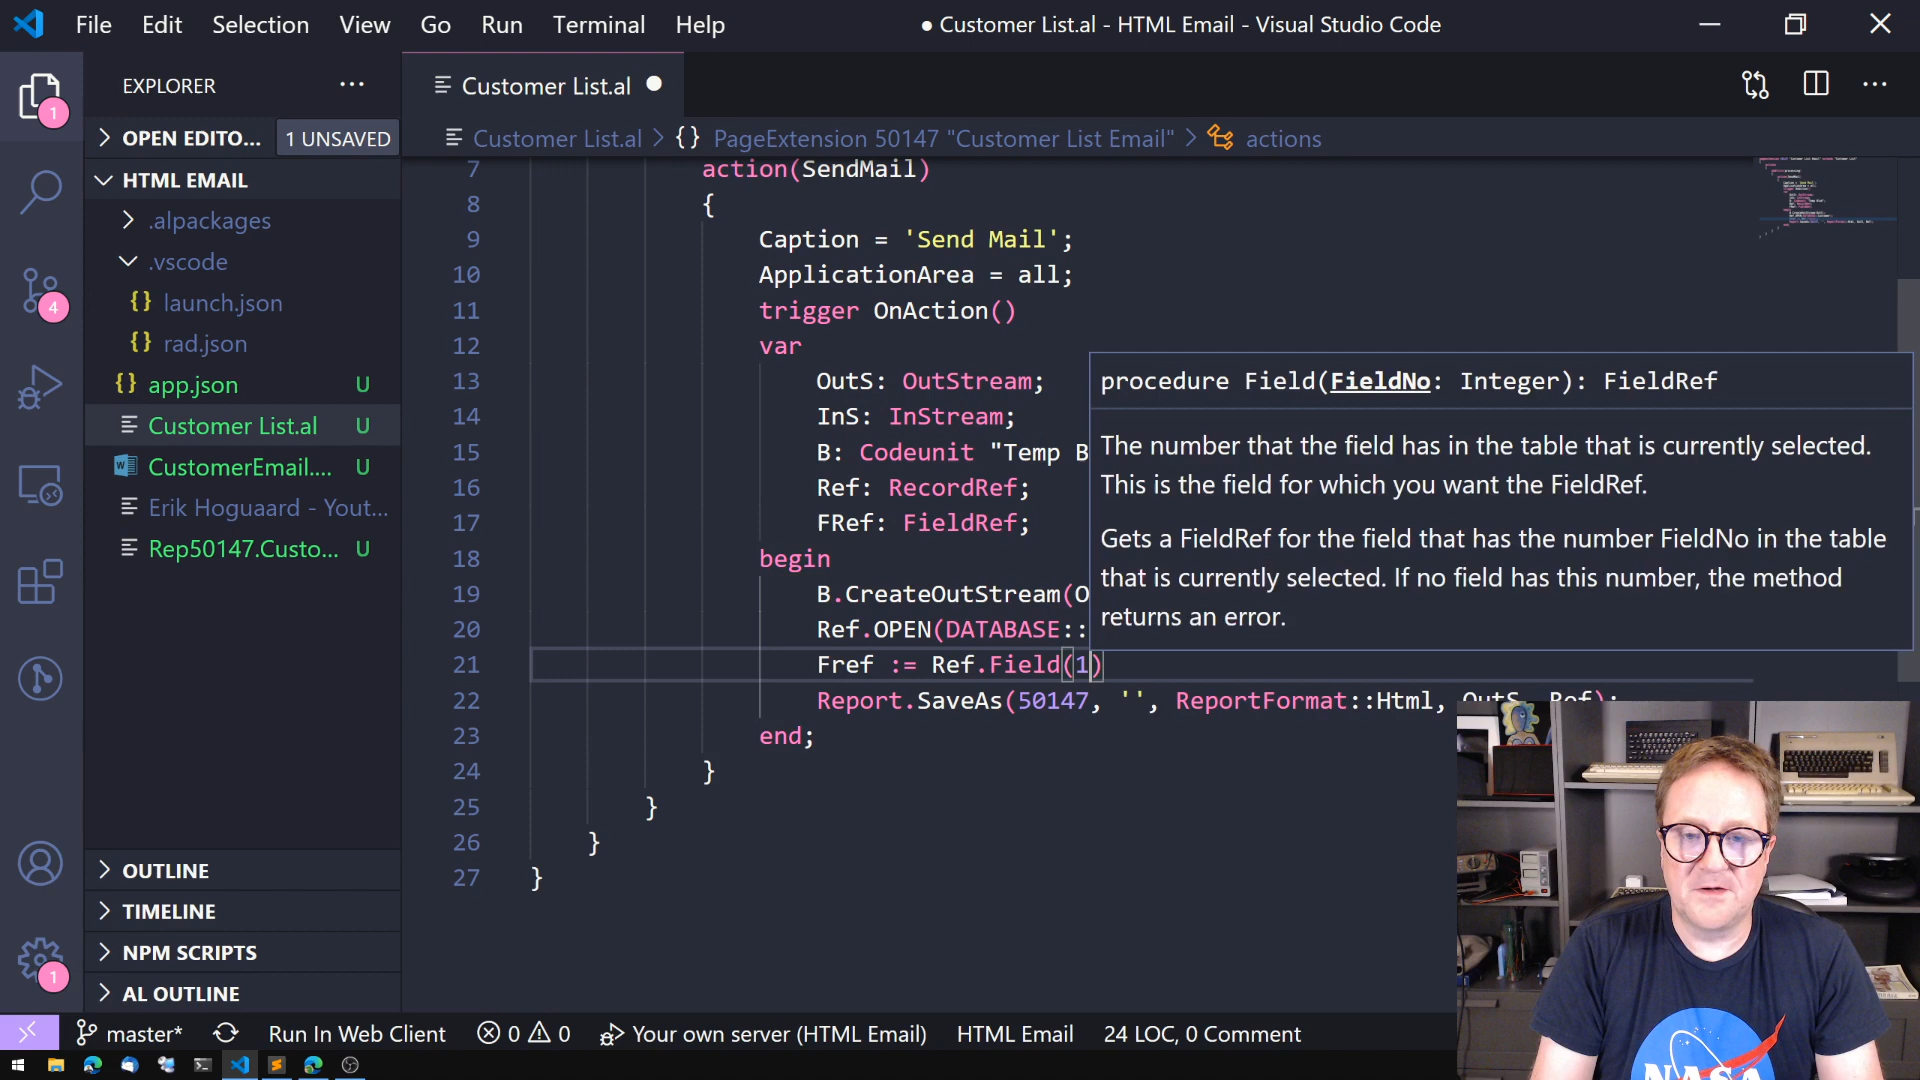 File Edit Selection View Go Run Terminal Help
● Customer List.al - HTML Email - Visual Studio Code
EXPLORER
Customer List.al
OPEN EDITO... 1 UNSAVED
Customer List.al > {} PageExtension 50147 "Customer List Email" > actions
HTML EMAIL
.alpackages
.vscode
launch.json
rad.json
app.json U
Customer List.al U
CustomerEmail.... U
Erik Hoguaard - Yout...
Rep50147.Custo... U
OUTLINE
TIMELINE
NPM SCRIPTS
AL OUTLINE
1
4
1
7 action(SendMail)
8 {
9 Caption = 'Send Mail';
10 ApplicationArea = all;
11 trigger OnAction()
12 var
13 OutS: OutStream;
14 InS: InStream;
15 B: Codeunit "Temp B
16 Ref: RecordRef;
17 FRef: FieldRef;
18 begin
19 B.CreateOutStream(O
20 Ref.OPEN(DATABASE::
21 Fref := Ref.Field(1)
22 Report.SaveAs(50147, '', ReportFormat::Html, OutS, Ref);
23 end;
24 }
25 }
26 }
27 }
procedure Field(FieldNo: Integer): FieldRef
The number that the field has in the table that is currently selected.
This is the field for which you want the FieldRef.
Gets a FieldRef for the field that has the number FieldNo in the table
that is currently selected. If no field has this number, the method
returns an error.
master* Run In Web Client 0 0 Your own server (HTML Email) HTML Email 24 LOC, 0 Comment
NASA